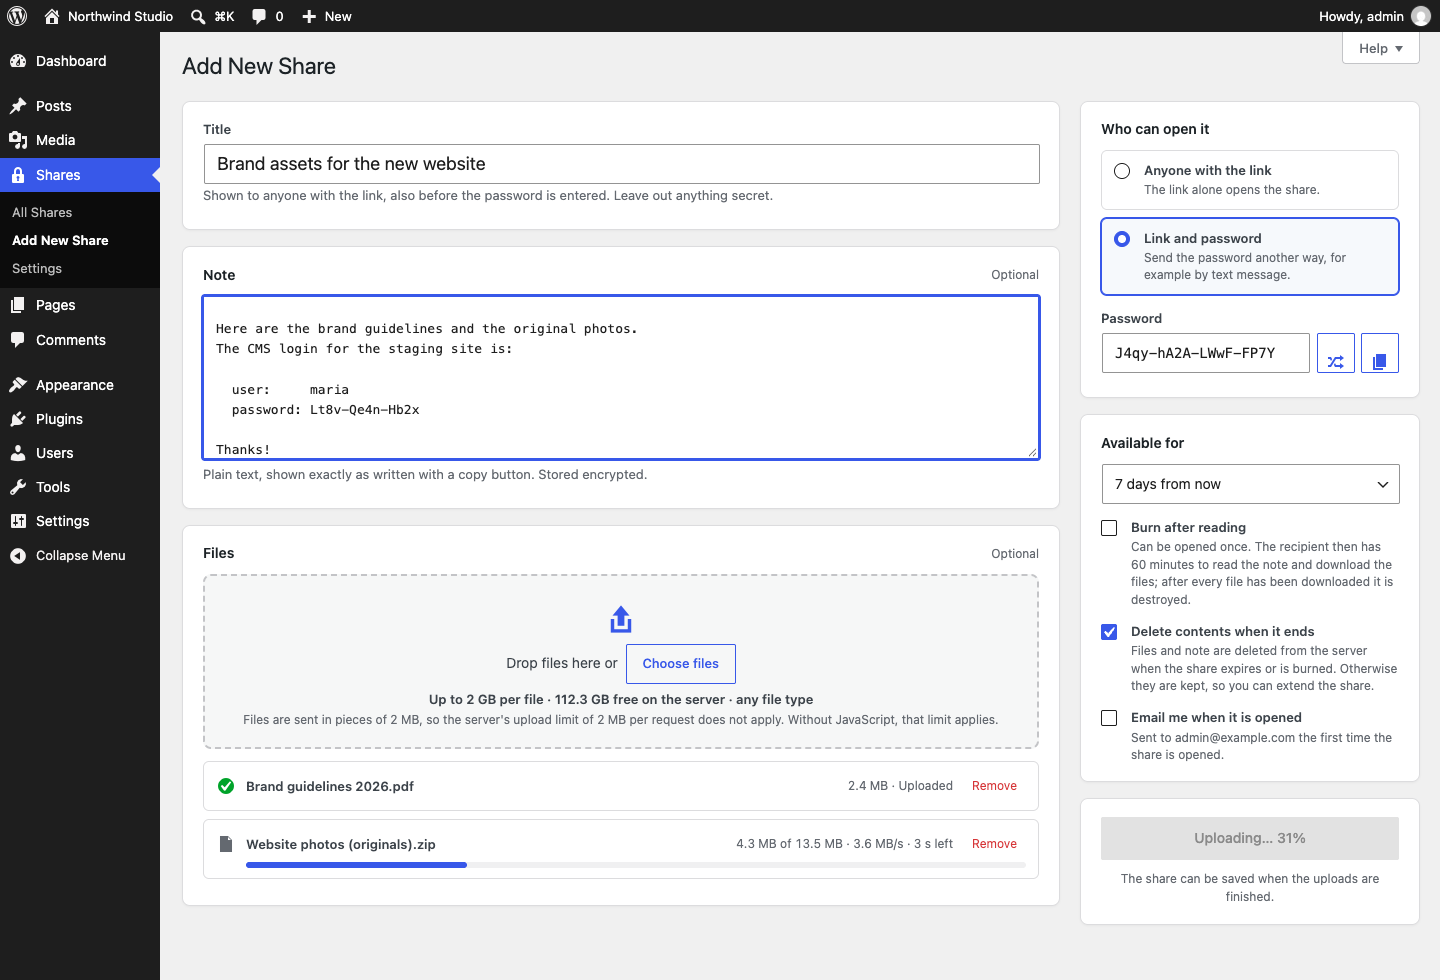 Northwind Studio
⌘K
0
New
Howdy, admin
Dashboard
Posts
Media
Shares
All Shares
Add New Share
Settings
Pages
Comments
Appearance
Plugins
Users
Tools
Settings
Collapse Menu
Help
Add New Share
Title
Brand assets for the new website
Shown to anyone with the link, also before the password is entered. Leave out anything secret.
Note
Optional
Here are the brand guidelines and the original photos.
The CMS login for the staging site is:
user: maria
password: Lt8v-Qe4n-Hb2x
Thanks!
Plain text, shown exactly as written with a copy button. Stored encrypted.
Files
Optional
Drop files here or
Choose files
Up to 2 GB per file · 112.3 GB free on the server · any file type
Files are sent in pieces of 2 MB, so the server's upload limit of 2 MB per request does not apply. Without JavaScript, that limit applies.
Brand guidelines 2026.pdf
2.4 MB · Uploaded
Remove
Website photos (originals).zip
4.3 MB of 13.5 MB · 3.6 MB/s · 3 s left
Remove
Who can open it
Anyone with the link
The link alone opens the share.
Link and password
Send the password another way, for
example by text message.
Password
J4qy-hA2A-LWwF-FP7Y
Available for
7 days from now
Burn after reading
Can be opened once. The recipient then has
60 minutes to read the note and download the
files; after every file has been downloaded it is
destroyed.
Delete contents when it ends
Files and note are deleted from the server
when the share expires or is burned. Otherwise
they are kept, so you can extend the share.
Email me when it is opened
Sent to admin@example.com the first time the
share is opened.
Uploading... 31%
The share can be saved when the uploads are
finished.